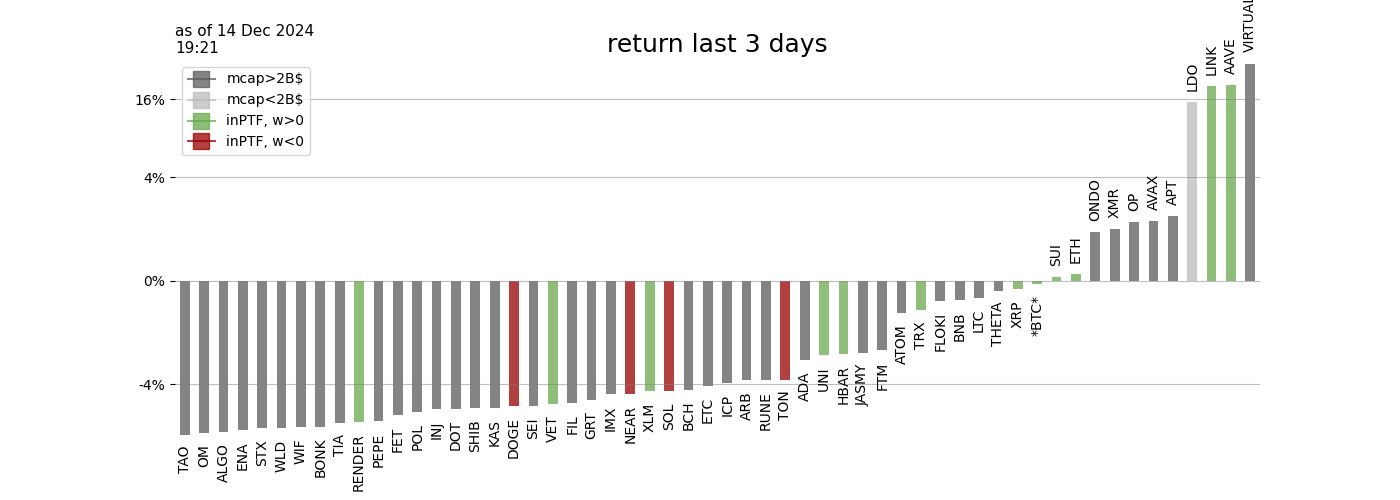 as of 14 Dec 2024
19:21
return last 3 days
mcap>2B$
mcap<2B$
inPTF, w>0
inPTF, w<0
16%
4%
0%
-4%
TAO
OM
ALGO
ENA
STX
WLD
WIF
BONK
TIA
RENDER
PEPE
FET
POL
INJ
DOT
SHIB
KAS
DOGE
SEI
VET
FIL
GRT
IMX
NEAR
XLM
SOL
BCH
ETC
ICP
ARB
RUNE
TON
ADA
UNI
HBAR
JASMY
FTM
ATOM
TRX
FLOKI
BNB
LTC
THETA
XRP
*BTC*
SUI
ETH
ONDO
XMR
OP
AVAX
APT
LDO
LINK
AAVE
VIRTUAL